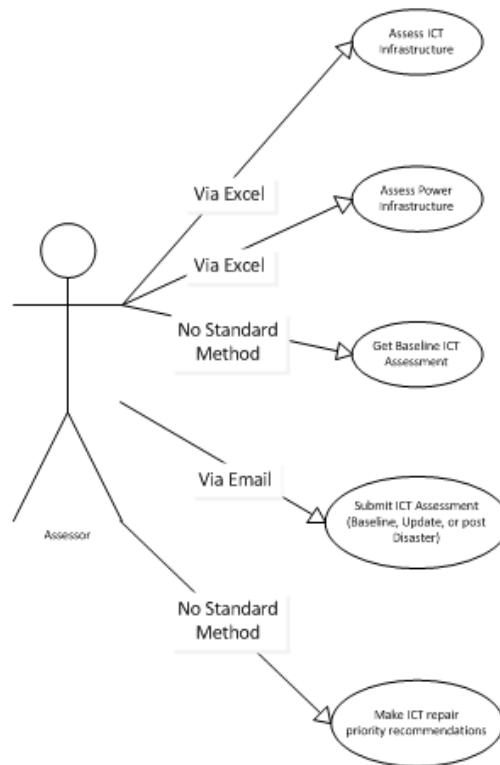 Assess ICT
Infrastructure
Via Excel
Assess Power
Infrastructure
Via Excel
No Standard
Method
Get Baseline ICT
Assessment
Via Email
Submit ICT Assessment
(Baseline, Update, or post
Disaster)
Assessor
No Standard
Method
Make ICT repair
priority recommendations